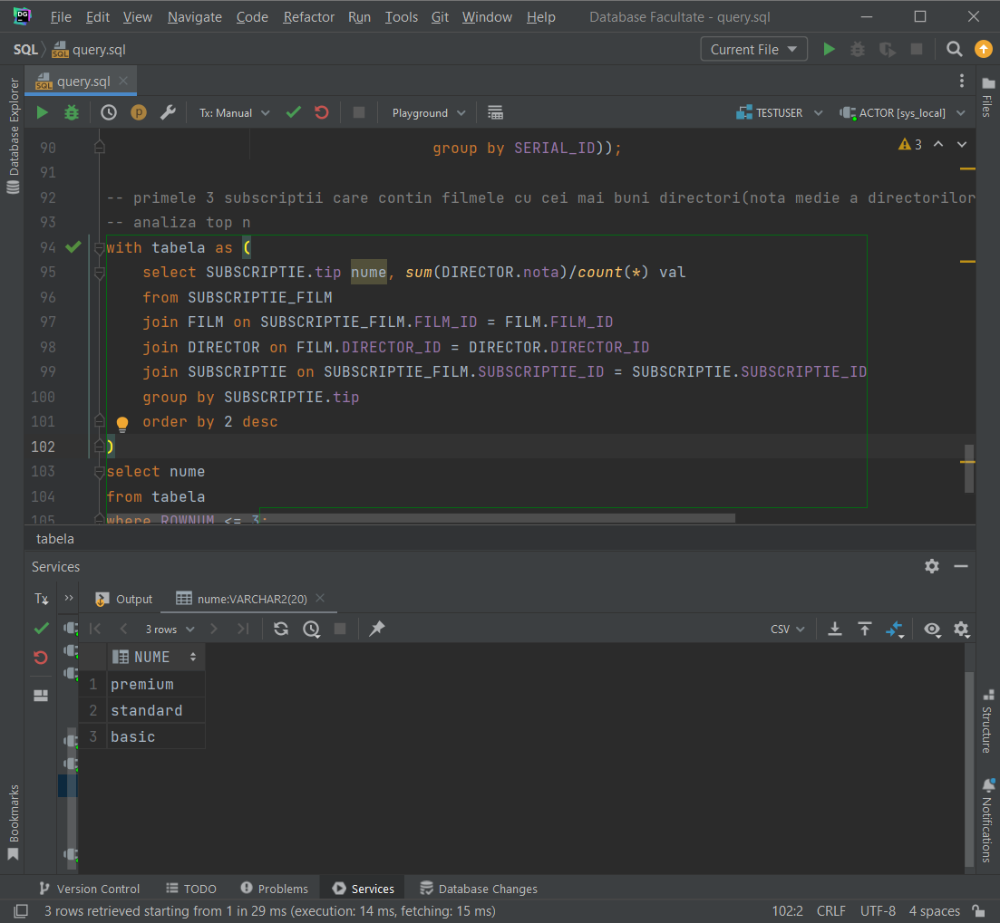 DG File Edit View Navigate Code Refactor Run Tools Git Window Help Database Facultate - query.sql
SQL query.sql Current File
query.sql
Tx: Manual Playground TESTUSER ACTOR [sys_local]
Database Explorer
Files
90 group by SERIAL_ID)); 3
91
92 -- primele 3 subscriptii care contin filmele cu cei mai buni directori(nota medie a directorilor
93 -- analiza top n
94 with tabela as (
95 select SUBSCRIPTIE.tip nume, sum(DIRECTOR.nota)/count(*) val
96 from SUBSCRIPTIE_FILM
97 join FILM on SUBSCRIPTIE_FILM.FILM_ID = FILM.FILM_ID
98 join DIRECTOR on FILM.DIRECTOR_ID = DIRECTOR.DIRECTOR_ID
99 join SUBSCRIPTIE on SUBSCRIPTIE_FILM.SUBSCRIPTIE_ID = SUBSCRIPTIE.SUBSCRIPTIE_ID
100 group by SUBSCRIPTIE.tip
101 order by 2 desc
102 )
103 select nume
104 from tabela
105 where ROWNUM <= 3;
tabela
Services
Tx >> Output nume:VARCHAR2(20)
3 rows CSV
NUME
1 premium
2 standard
3 basic
Structure
Bookmarks
Notifications
Version Control TODO Problems Services Database Changes
3 rows retrieved starting from 1 in 29 ms (execution: 14 ms, fetching: 15 ms) 102:2 CRLF UTF-8 4 spaces